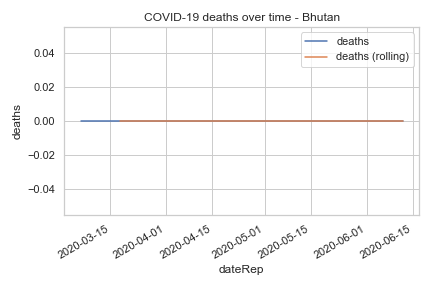 COVID-19 deaths over time - Bhutan
deaths
deaths (rolling)
0.04
0.02
0.00
−0.02
−0.04
deaths
2020-03-15
2020-04-01
2020-04-15
2020-05-01
2020-05-15
2020-06-01
2020-06-15
dateRep